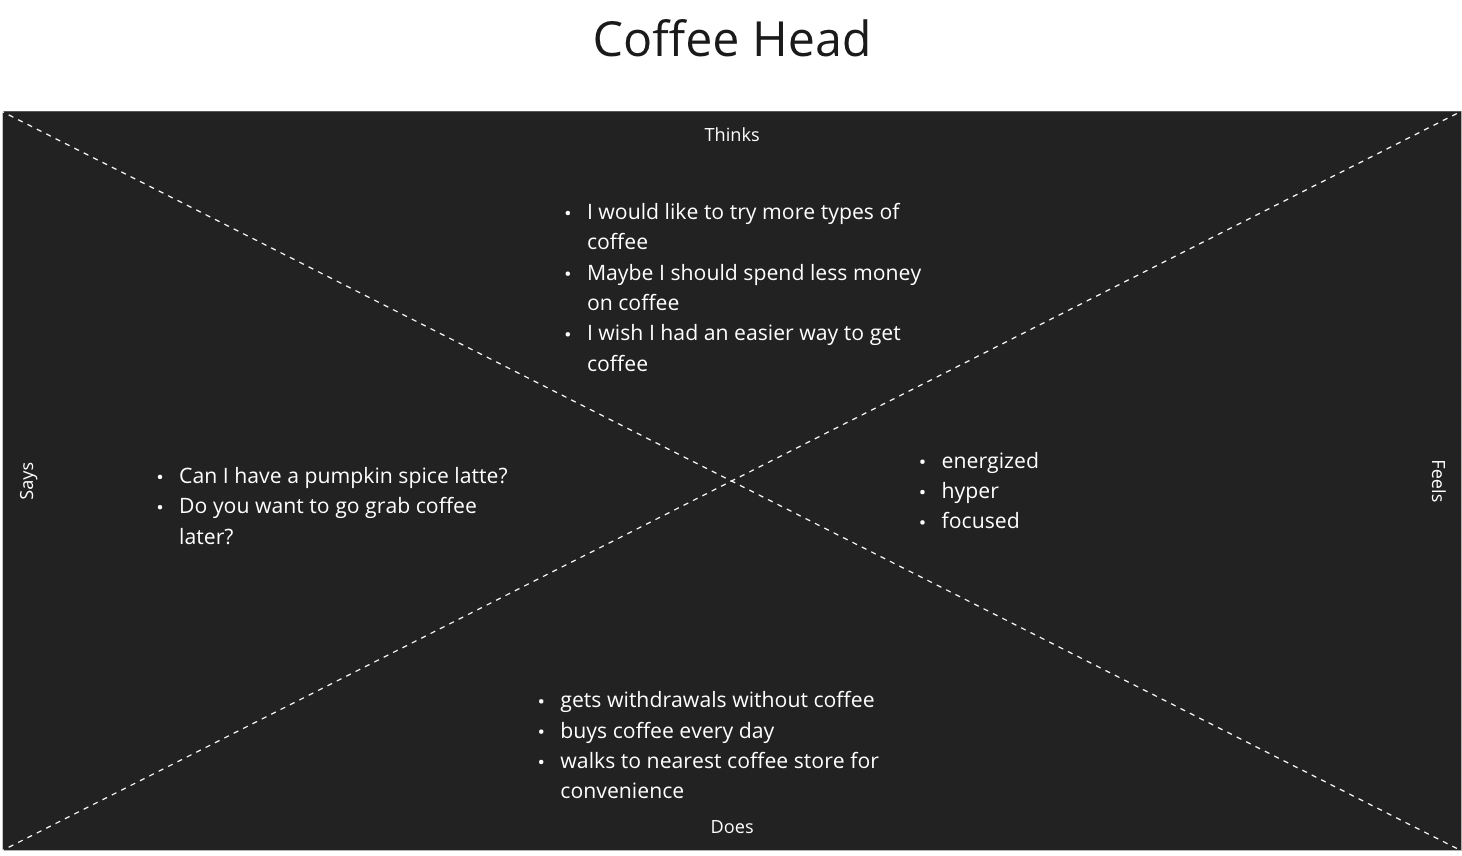 Coffee Head
Thinks
• I would like to try more types of
coffee
• Maybe I should spend less money
on coffee
• I wish I had an easier way to get
coffee
Says
• Can I have a pumpkin spice latte?
• Do you want to go grab coffee
later?
• energized
• hyper
• focused
Feels
• gets withdrawals without coffee
• buys coffee every day
• walks to nearest coffee store for
convenience
Does